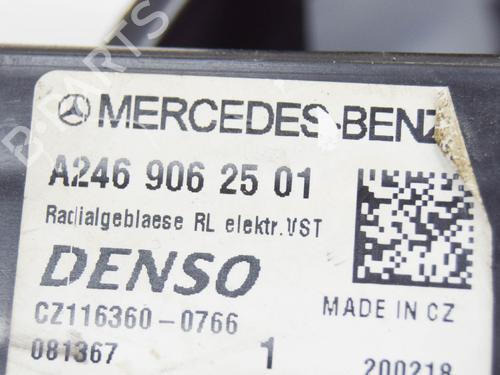 MERCEDES-BENZ
A246 906 25 01
Radialgeblaese RL elektr.VST
DENSO
MADE IN CZ
CZ116360-0766
081367 1 200218
B-PARTS